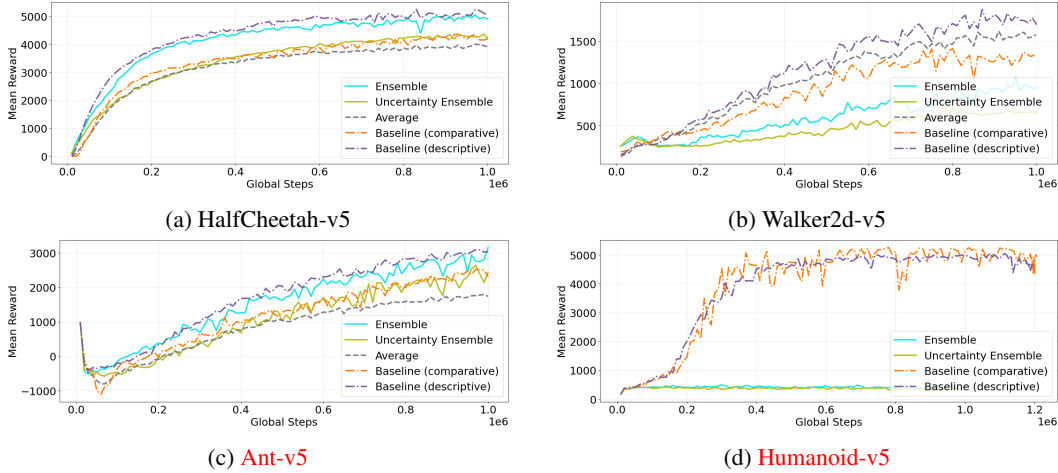 5000
4000
3000
2000
1000
0
Mean Reward
0.0
0.2
0.4
0.6
0.8
1.0
1e6
Global Steps
Ensemble
Uncertainty Ensemble
Average
Baseline (comparative)
Baseline (descriptive)
(a) HalfCheetah-v5
1500
1000
500
Mean Reward
0.0
0.2
0.4
0.6
0.8
1.0
1e6
Global Steps
Ensemble
Uncertainty Ensemble
Average
Baseline (comparative)
Baseline (descriptive)
(b) Walker2d-v5
3000
2000
1000
0
−1000
Mean Reward
0.0
0.2
0.4
0.6
0.8
1.0
1e6
Global Steps
Ensemble
Uncertainty Ensemble
Average
Baseline (comparative)
Baseline (descriptive)
(c) Ant-v5
5000
4000
3000
2000
1000
0
Mean Reward
0.0
0.2
0.4
0.6
0.8
1.0
1.2
1e6
Global Steps
Ensemble
Uncertainty Ensemble
Baseline (comparative)
Baseline (descriptive)
(d) Humanoid-v5